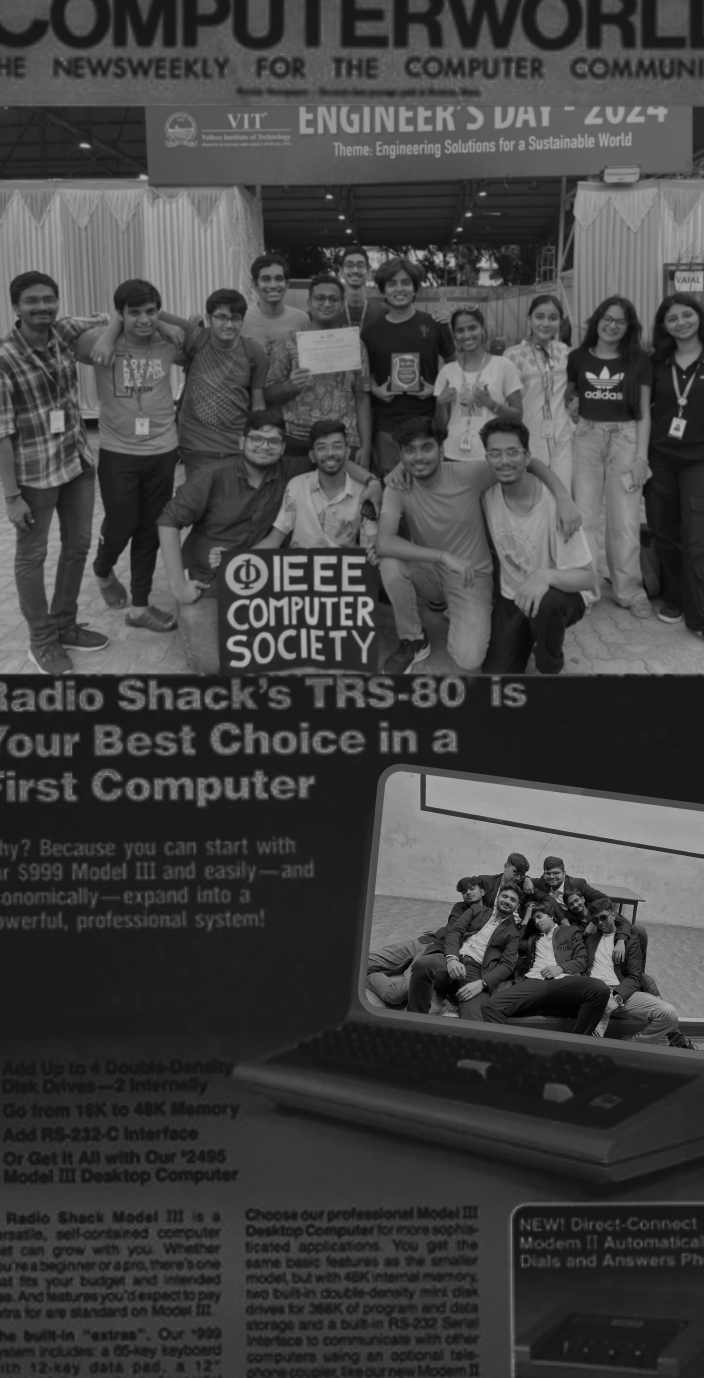 COMPUTERWORL
HE NEWSWEEKLY FOR THE COMPUTER COMMUNI
VIT
Vellore Institute of Technology
ENGINEER'S DAY - 2024
Theme: Engineering Solutions for a Sustainable World
adidas
IEEE
COMPUTER
SOCIETY
Radio Shack's TRS-80 is
Your Best Choice in a
First Computer
hy? Because you can start with
ur $999 Model III and easily—and
conomically—expand into a
owerful, professional system!
Add Up to 4 Double-Density
Disk Drives—2 Internally
Go from 16K to 48K Memory
Add RS-232-C Interface
Or Get It All with Our $2495
Model III Desktop Computer
Radio Shack Model III is a
ersatile, self-contained computer
at can grow with you. Whether
ou're a beginner or a pro, there's one
at fits your budget and intended
se. And features you'd expect to pay
xtra for are standard on Model III.
he built-in "extras". Our $999
ystem includes: a 65-key keyboard
ith 12-key data pad, a 12"
Choose our professional Model III
Desktop Computer for more sophis-
ticated applications. You get the
same basic features as the smaller
model, but with 48K internal memory,
two built-in double-density mini disk
drives for 368K of program and data
storage and a built-in RS-232 Serial
Interface to communicate with other
computers using an optional tele-
phone coupler, like our new Modem II
NEW! Direct-Connect
Modem II Automatical
Dials and Answers Ph